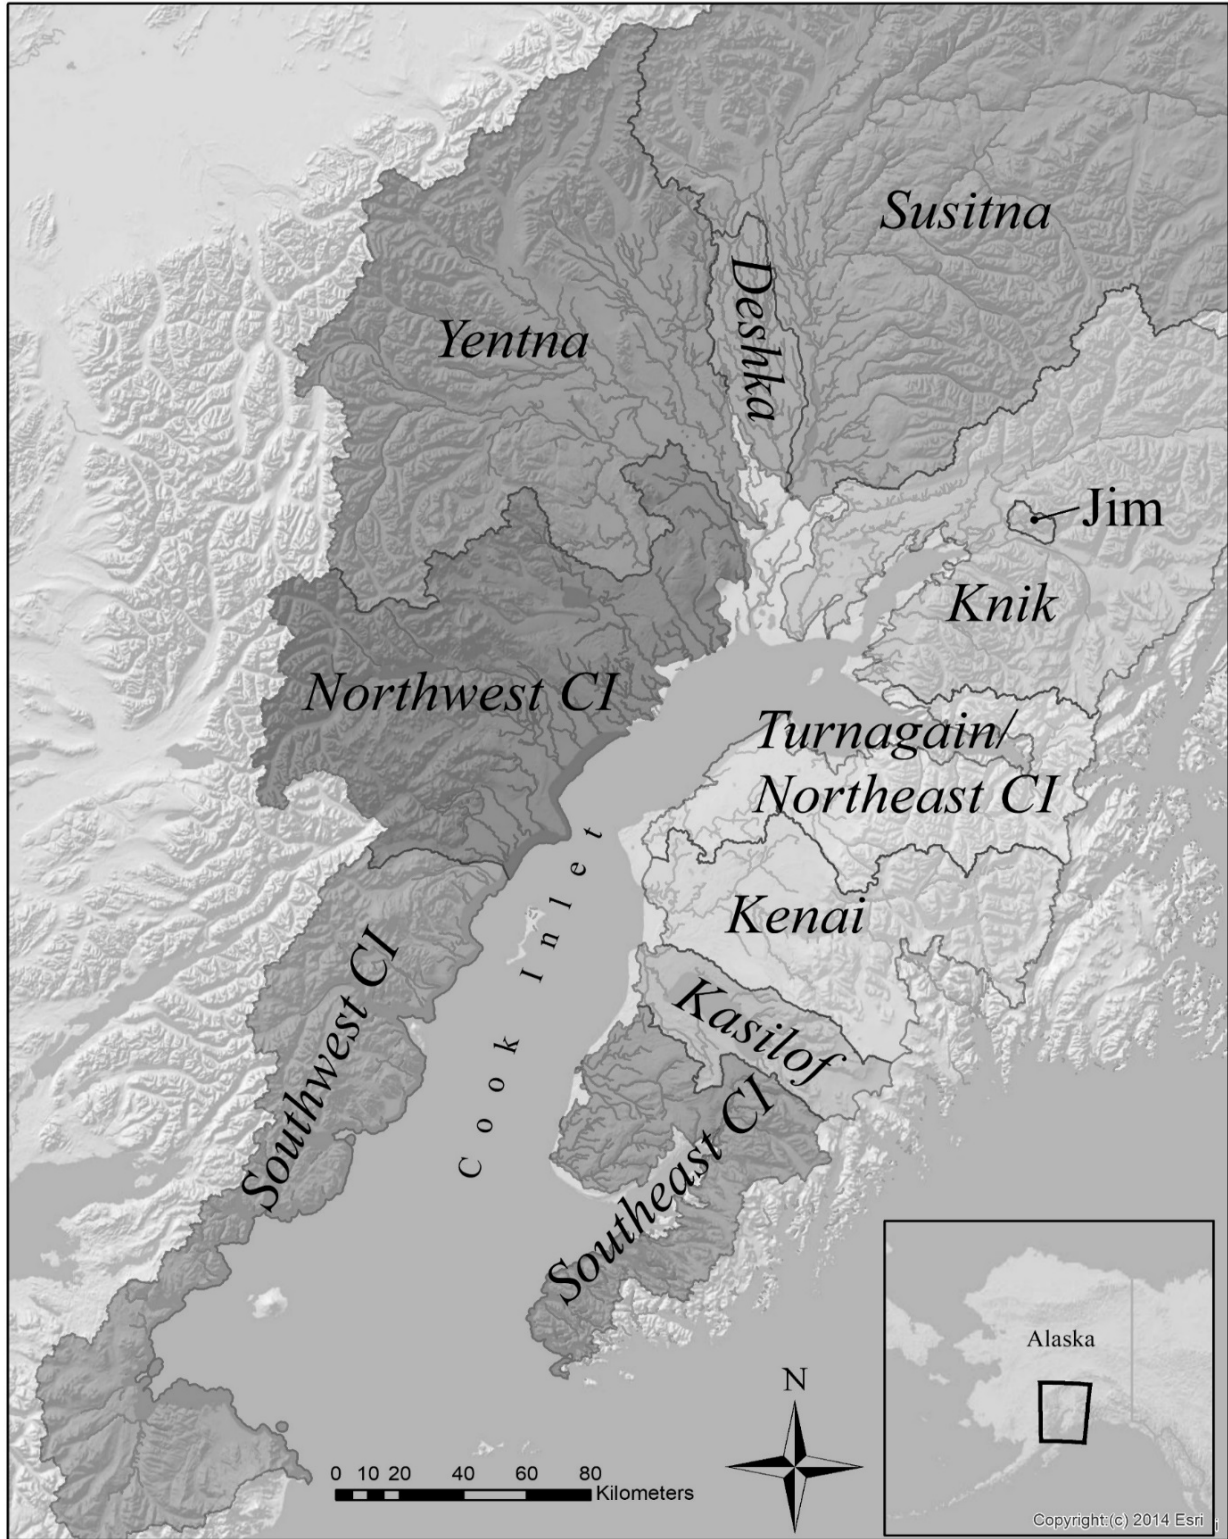 Susitna
Deshka
Yentna
Jim
Knik
Northwest CI
Turnagain/
Northeast CI
Cook Inlet
Kenai
Southwest CI
Kasilof
Southeast CI
Alaska
N
0 10 20 40 60 80
Kilometers
Copyright:(c) 2014 Esri